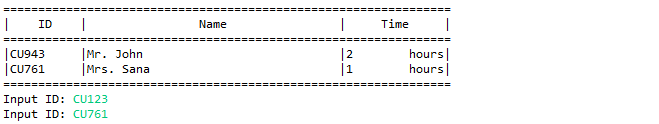 ================================================================
|    ID    |                Name                |     Time     |
================================================================
|CU943     |Mr. John                            |2        hours|
|CU761     |Mrs. Sana                           |1        hours|
================================================================
Input ID: CU123
Input ID: CU761